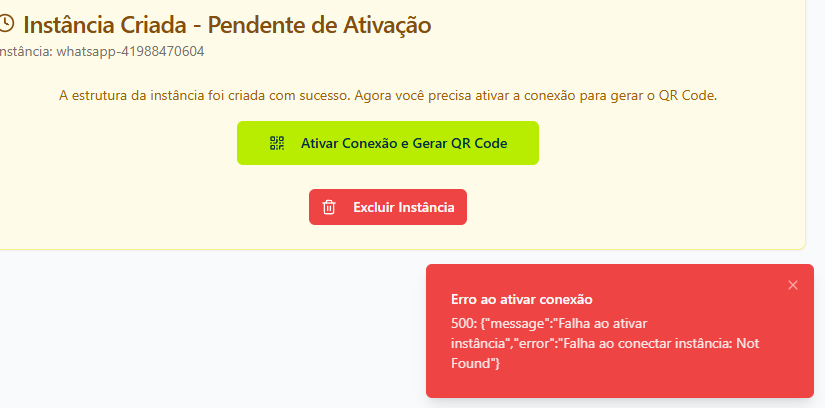 Instância Criada - Pendente de Ativação
nstância: whatsapp-41988470604
A estrutura da instância foi criada com sucesso. Agora você precisa ativar a conexão para gerar o QR Code.
Ativar Conexão e Gerar QR Code
Excluir Instância
Erro ao ativar conexão
500: {"message":"Falha ao ativar
instância","error":"Falha ao conectar instância: Not
Found"}